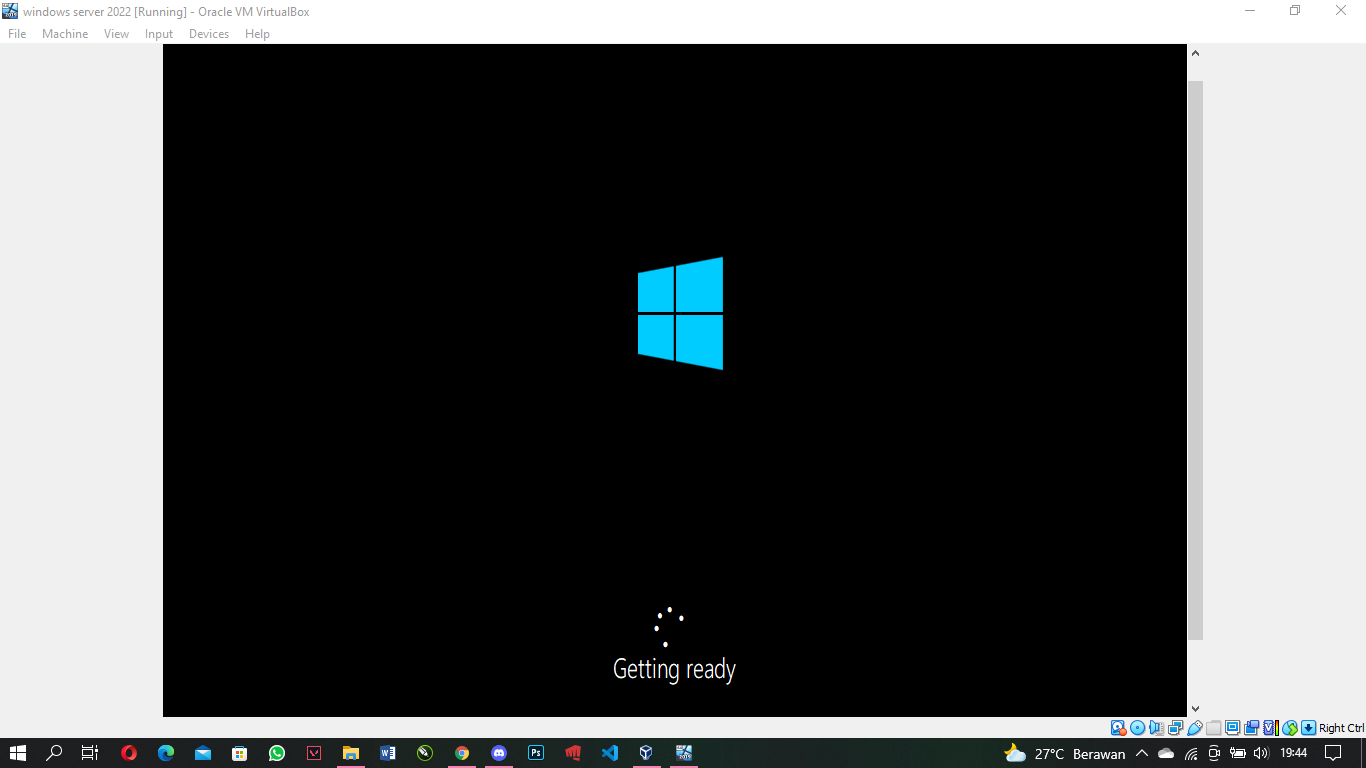 windows server 2022 [Running] - Oracle VM VirtualBox
File Machine View Input Devices Help
Getting ready
Right Ctrl
27°C Berawan 19:44